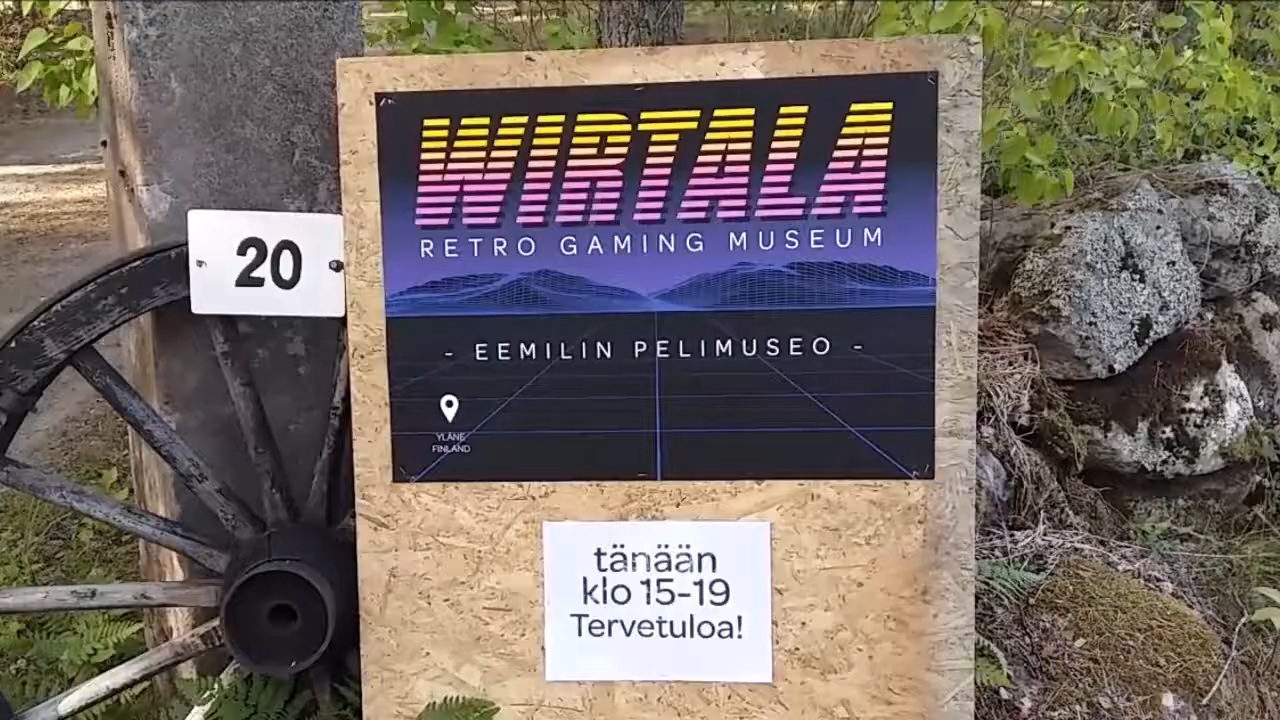 20
WIRTALA
RETRO GAMING MUSEUM
- EEMILIN PELIMUSEO -
YLÄNE
FINLAND
tänään
klo 15-19
Tervetuloa!